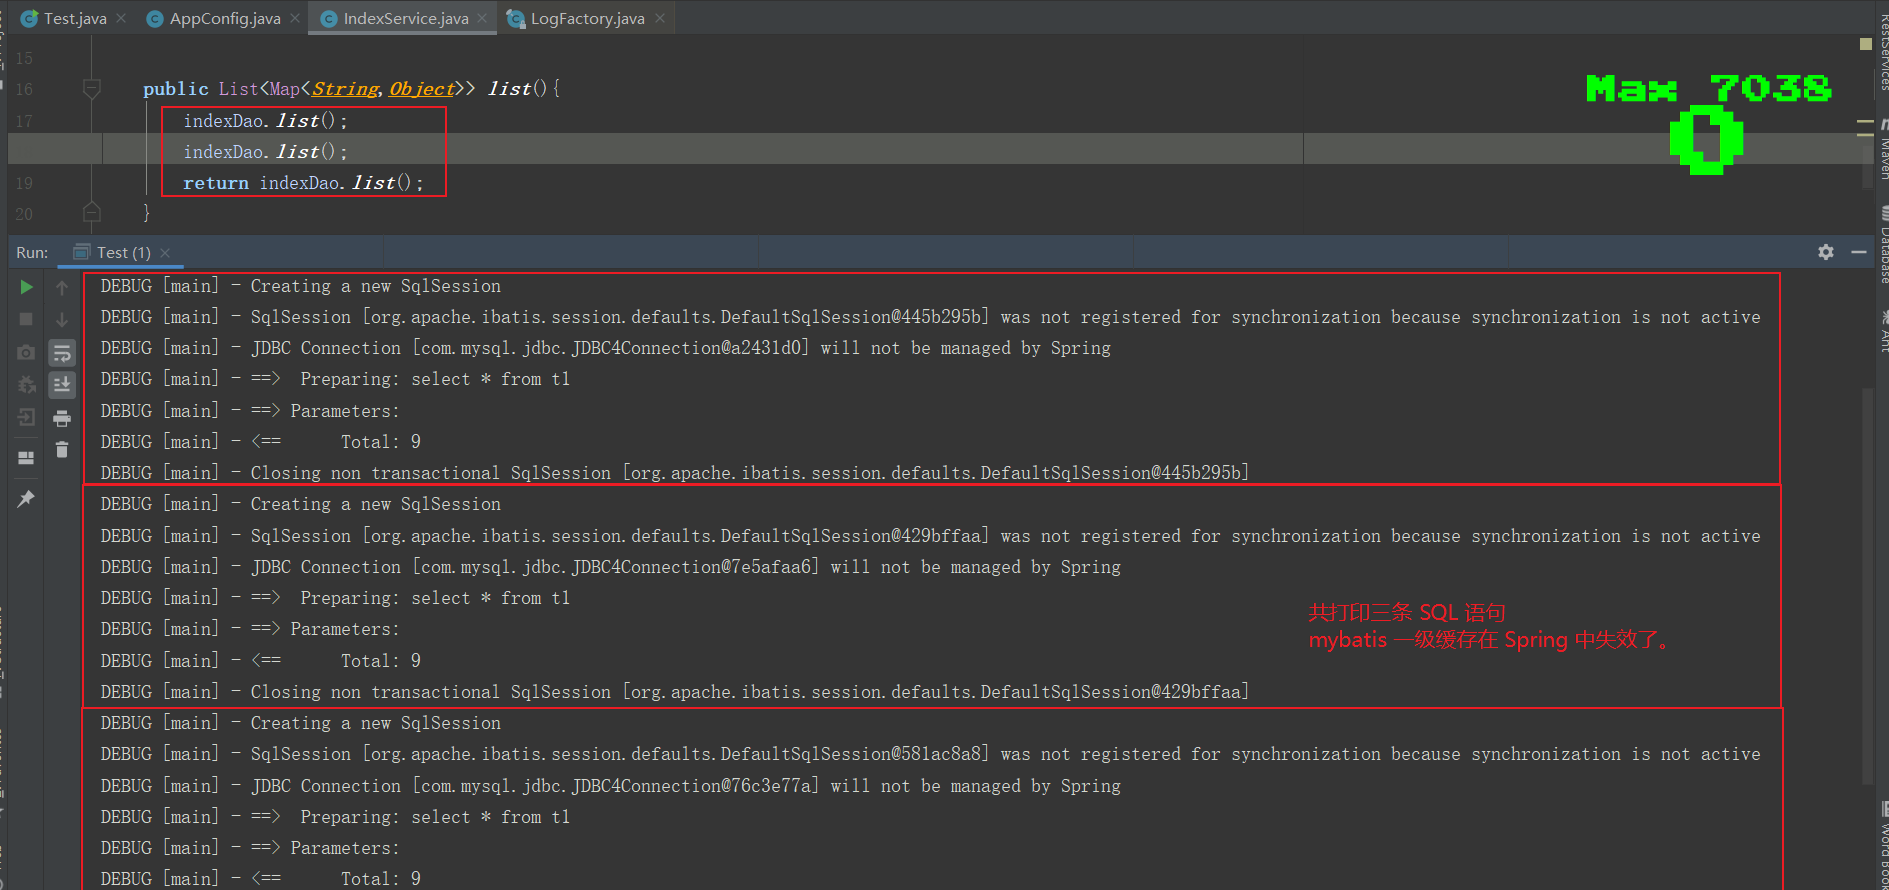 Test.java
AppConfig.java
IndexService.java
LogFactory.java
15
16 public List<Map<String,Object>> list(){
17 indexDao.list();
indexDao.list();
19 return indexDao.list();
20 }
Max 7038
0
RestServices
Maven
Database
Ant
Run: Test (1)
DEBUG [main] - Creating a new SqlSession
DEBUG [main] - SqlSession [org.apache.ibatis.session.defaults.DefaultSqlSession@445b295b] was not registered for synchronization because synchronization is not active
DEBUG [main] - JDBC Connection [com.mysql.jdbc.JDBC4Connection@a2431d0] will not be managed by Spring
DEBUG [main] - ==>  Preparing: select * from t1
DEBUG [main] - ==> Parameters:
DEBUG [main] - <==      Total: 9
DEBUG [main] - Closing non transactional SqlSession [org.apache.ibatis.session.defaults.DefaultSqlSession@445b295b]
DEBUG [main] - Creating a new SqlSession
DEBUG [main] - SqlSession [org.apache.ibatis.session.defaults.DefaultSqlSession@429bffaa] was not registered for synchronization because synchronization is not active
DEBUG [main] - JDBC Connection [com.mysql.jdbc.JDBC4Connection@7e5afaa6] will not be managed by Spring
DEBUG [main] - ==>  Preparing: select * from t1
共打印三条 SQL 语句
DEBUG [main] - ==> Parameters:
mybatis 一级缓存在 Spring 中失效了。
DEBUG [main] - <==      Total: 9
DEBUG [main] - Closing non transactional SqlSession [org.apache.ibatis.session.defaults.DefaultSqlSession@429bffaa]
DEBUG [main] - Creating a new SqlSession
DEBUG [main] - SqlSession [org.apache.ibatis.session.defaults.DefaultSqlSession@581ac8a8] was not registered for synchronization because synchronization is not active
DEBUG [main] - JDBC Connection [com.mysql.jdbc.JDBC4Connection@76c3e77a] will not be managed by Spring
DEBUG [main] - ==>  Preparing: select * from t1
DEBUG [main] - ==> Parameters:
DEBUG [main] - <==      Total: 9
Word Book